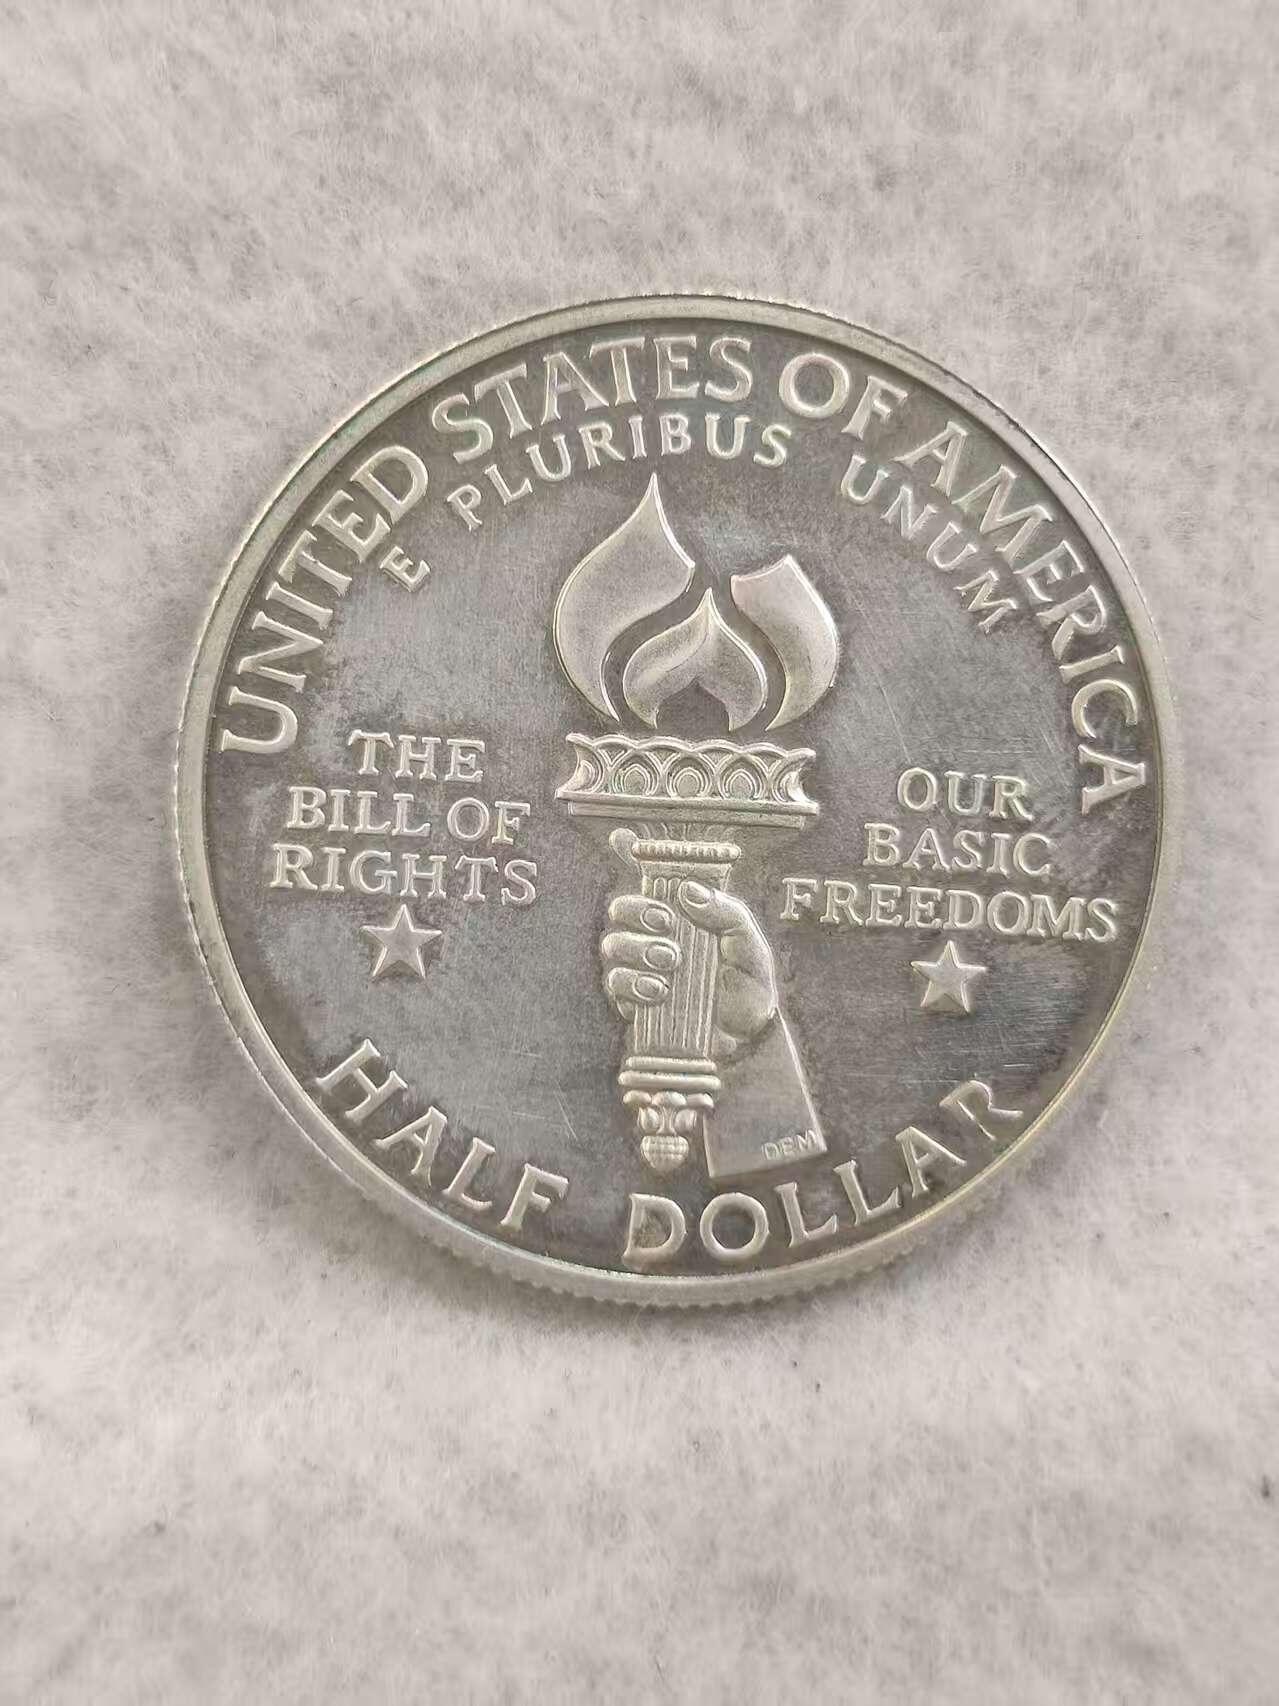 UNITED STATES OF AMERICA
E PLURIBUS UNUM
THE
BILL OF
RIGHTS
OUR
BASIC
FREEDOMS
DEM
HALF DOLLAR